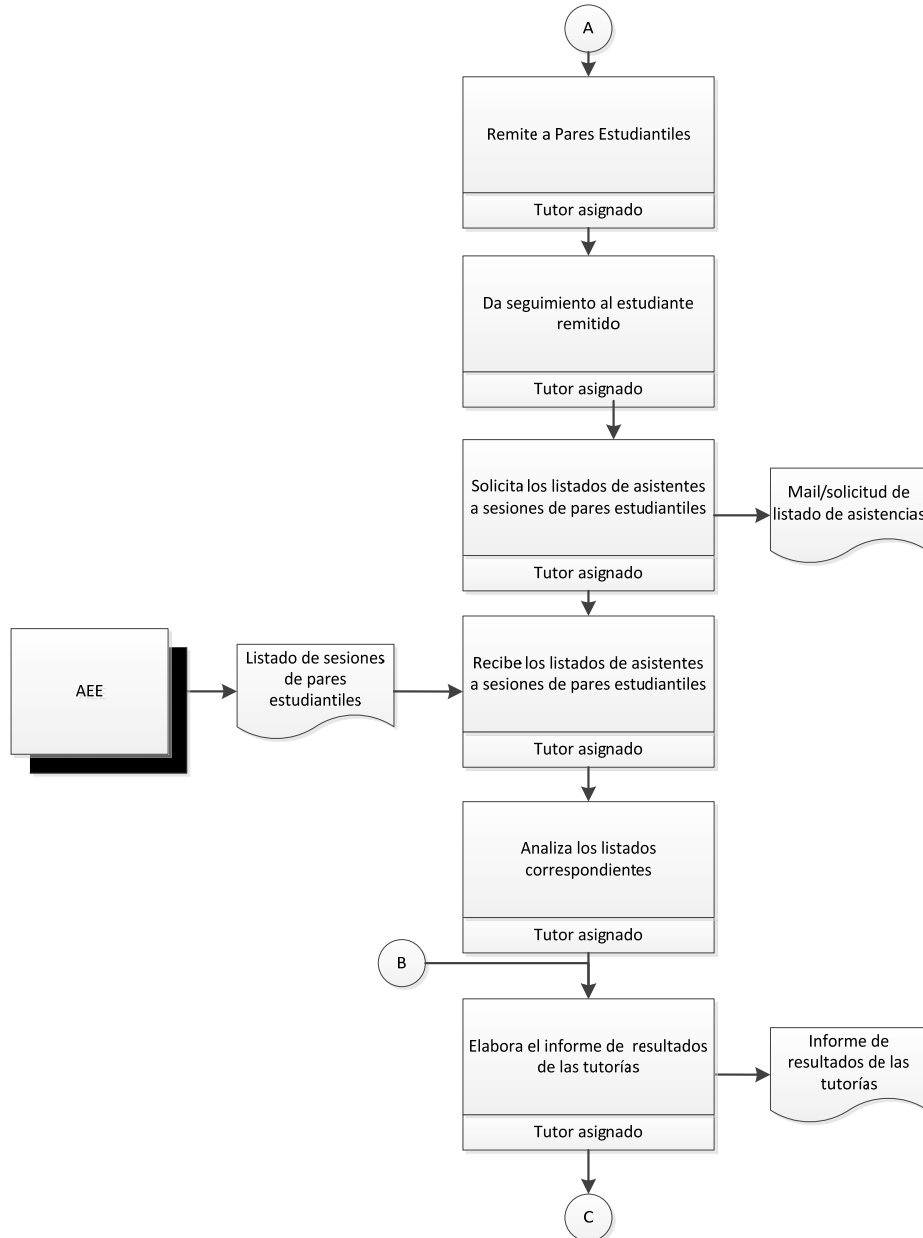 A
Remite a Pares Estudiantiles
Tutor asignado
Da seguimiento al estudiante
remitido
Tutor asignado
Solicita los listados de asistentes
a sesiones de pares estudiantiles
Tutor asignado
Mail/solicitud de
listado de asistencias
AEE
Listado de sesiones
de pares
estudiantiles
Recibe los listados de asistentes
a sesiones de pares estudiantiles
Tutor asignado
Analiza los listados
correspondientes
Tutor asignado
B
Elabora el informe de resultados
de las tutorías
Tutor asignado
Informe de
resultados de las
tutorías
C